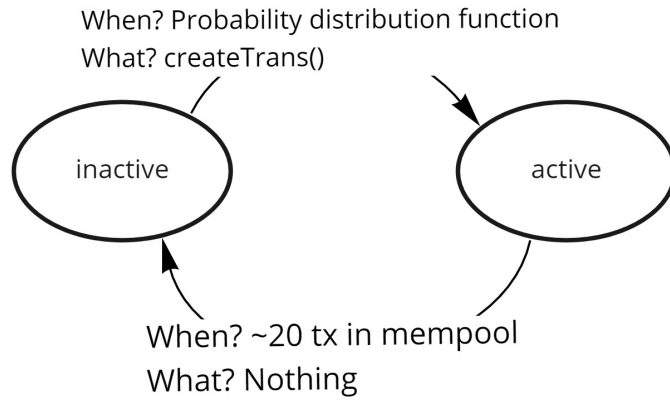 When? Probability distribution function
What? createTrans()
inactive
active
When? ~20 tx in mempool
What? Nothing